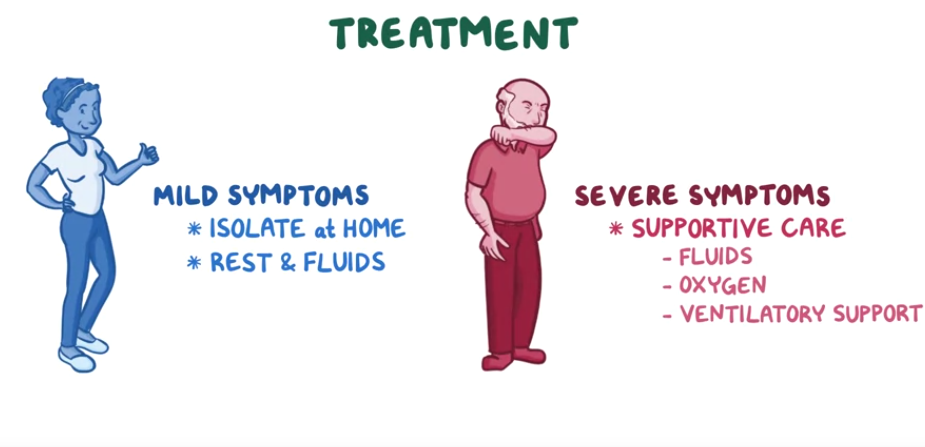 TREATMENT
MILD SYMPTOMS
* ISOLATE at HOME
* REST & FLUIDS
SEVERE SYMPTOMS
* SUPPORTIVE CARE
- FLUIDS
- OXYGEN
- VENTILATORY SUPPORT